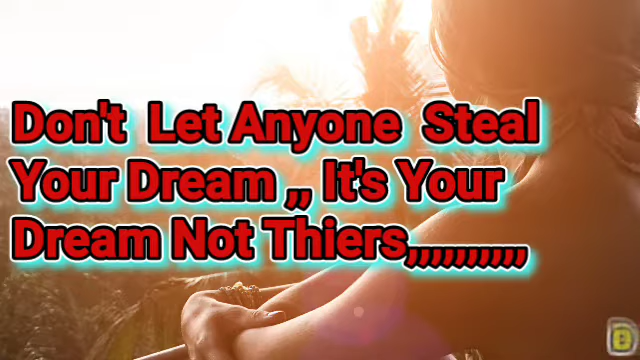 Don't Let Anyone Steal
Your Dream ,, It's Your
Dream Not Thiers,,,,,,,,,,